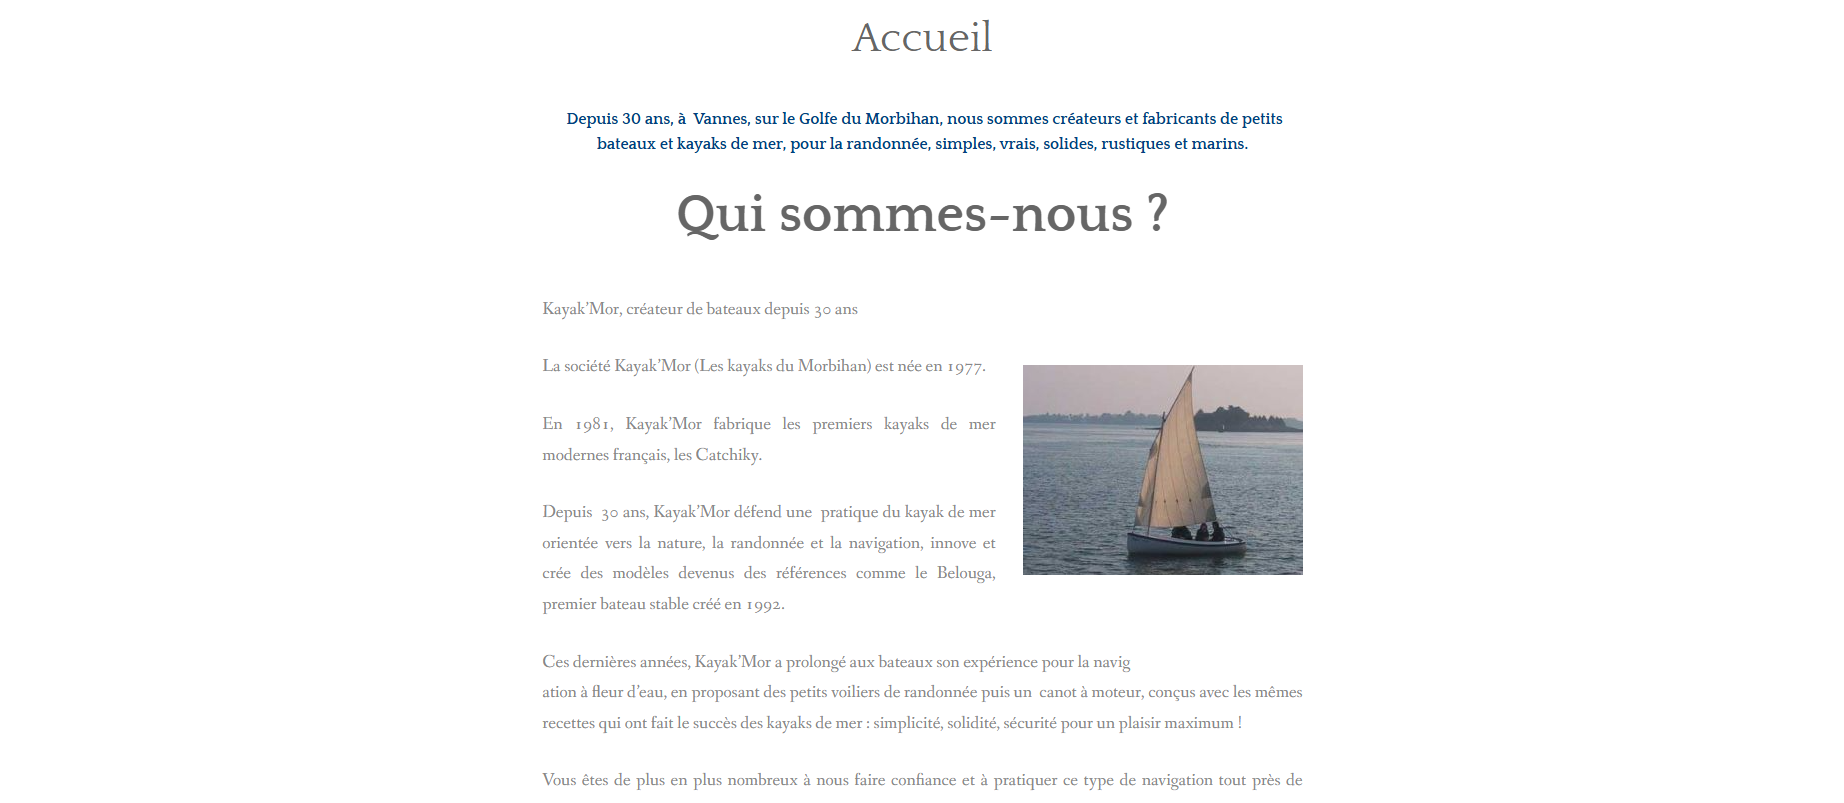 Accueil
Depuis 30 ans, à  Vannes, sur le Golfe du Morbihan, nous sommes créateurs et fabricants de petits
bateaux et kayaks de mer, pour la randonnée, simples, vrais, solides, rustiques et marins.
Qui sommes-nous ?
Kayak’Mor, créateur de bateaux depuis 30 ans
La société Kayak’Mor (Les kayaks du Morbihan) est née en 1977.
En 1981, Kayak’Mor fabrique les premiers kayaks de mer
modernes français, les Catchiky.
Depuis  30 ans, Kayak’Mor défend une  pratique du kayak de mer
orientée vers la nature, la randonnée et la navigation, innove et
crée des modèles devenus des références comme le Belouga,
premier bateau stable créé en 1992.
Ces dernières années, Kayak’Mor a prolongé aux bateaux son expérience pour la navig
ation à fleur d’eau, en proposant des petits voiliers de randonnée puis un  canot à moteur, conçus avec les mêmes
recettes qui ont fait le succès des kayaks de mer : simplicité, solidité, sécurité pour un plaisir maximum !
Vous êtes de plus en plus nombreux à nous faire confiance et à pratiquer ce type de navigation tout près de